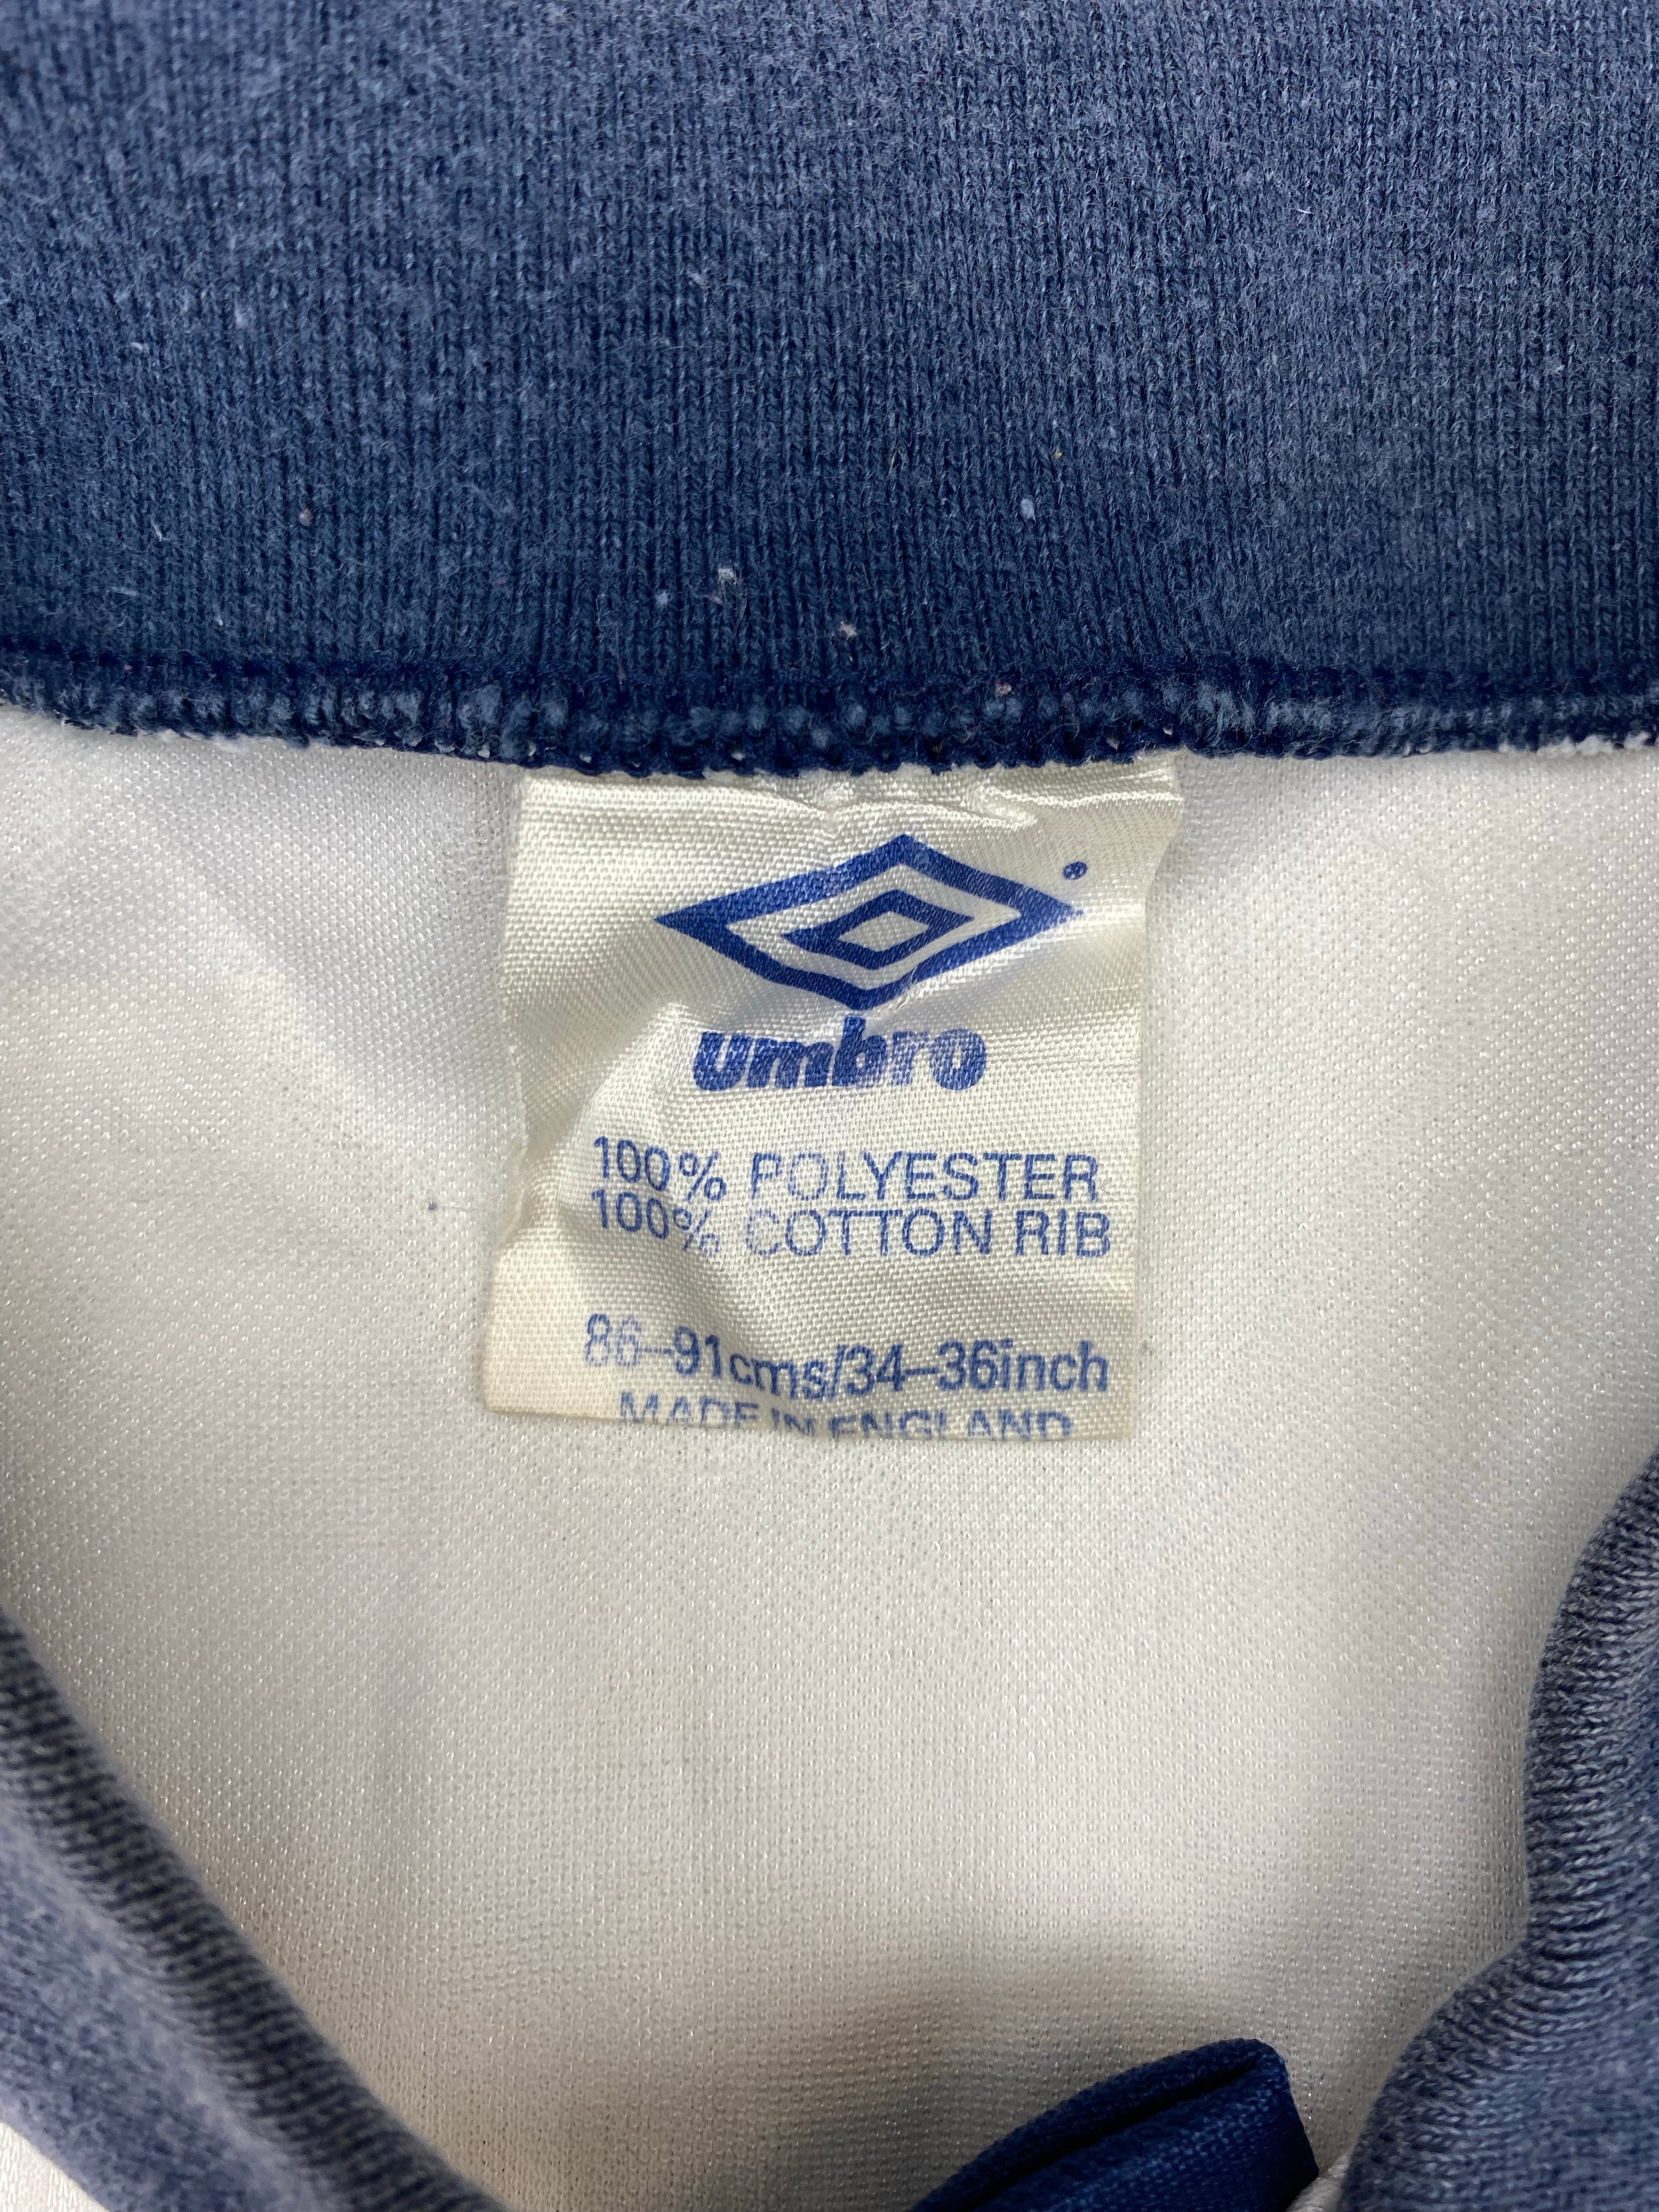 umbro
100% POLYESTER
100% COTTON RIB
86-91cms/34-36inch
MADE IN ENGLAND